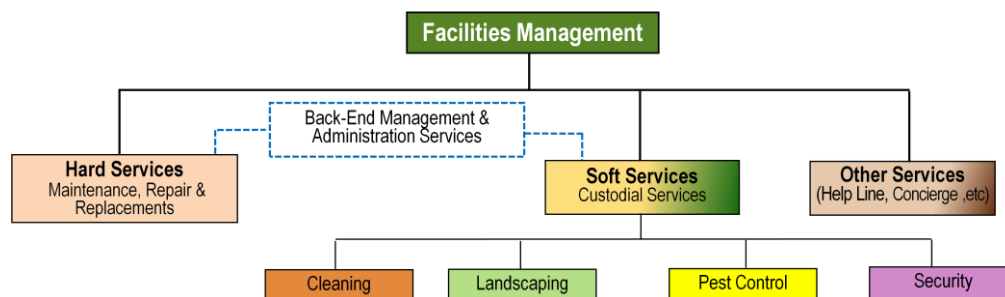 Facilities Management
Back-End Management &
Administration Services
Hard Services
Maintenance, Repair &
Replacements
Soft Services
Custodial Services
Other Services
(Help Line, Concierge ,etc)
Cleaning
Landscaping
Pest Control
Security